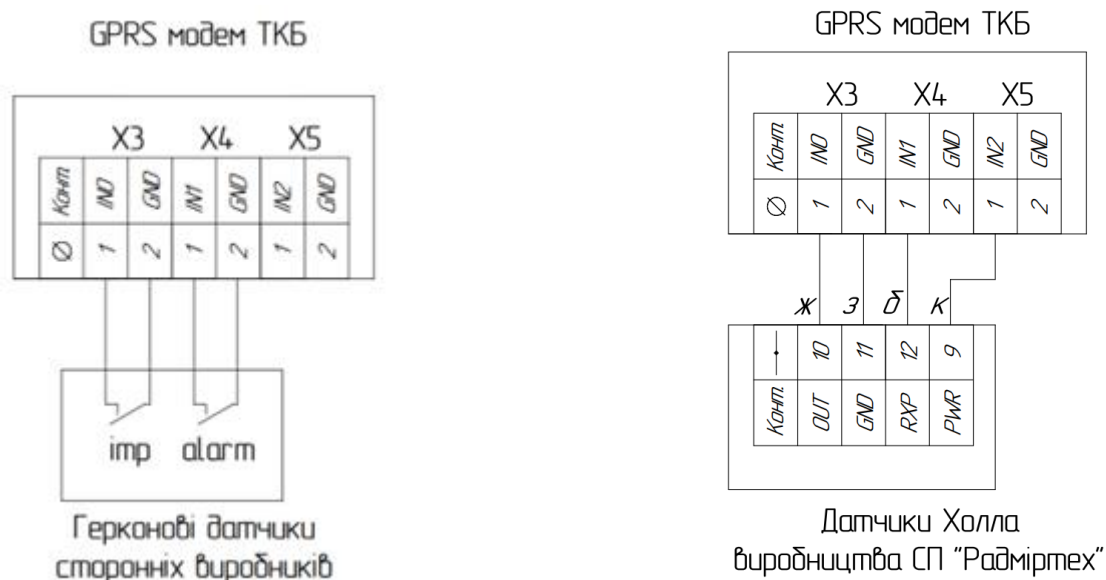 GPRS модем ТКБ
X3 X4 X5
Конт. IN0 GND IN1 GND IN2 GND
∅ 1 2 1 2 1 2
imp alarm
Герконові датчики
сторонніх виробників
GPRS модем ТКБ
X3 X4 X5
Конт. IN0 GND IN1 GND IN2 GND
∅ 1 2 1 2 1 2
ж з б к
10 11 12 9
Конт. OUT GND RXP PWR
Датчики Холла
виробництва СП "Радміртех"